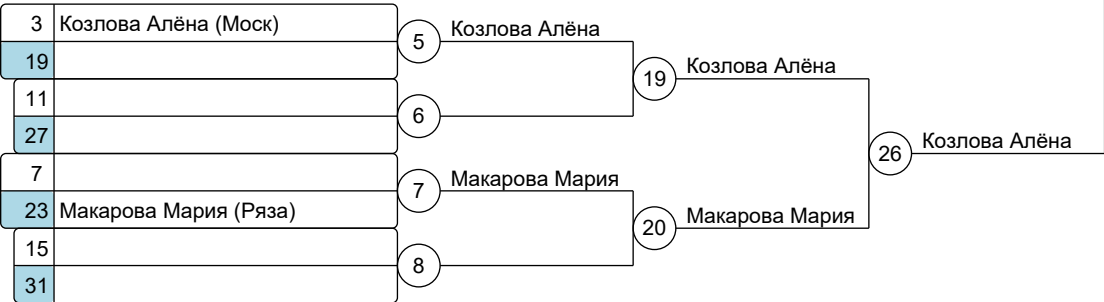 3 Козлова Алёна (Моск)
5 Козлова Алёна
19
19 Козлова Алёна
11
6
27
26 Козлова Алёна
7
7 Макарова Мария
23 Макарова Мария (Ряза)
20 Макарова Мария
15
8
31